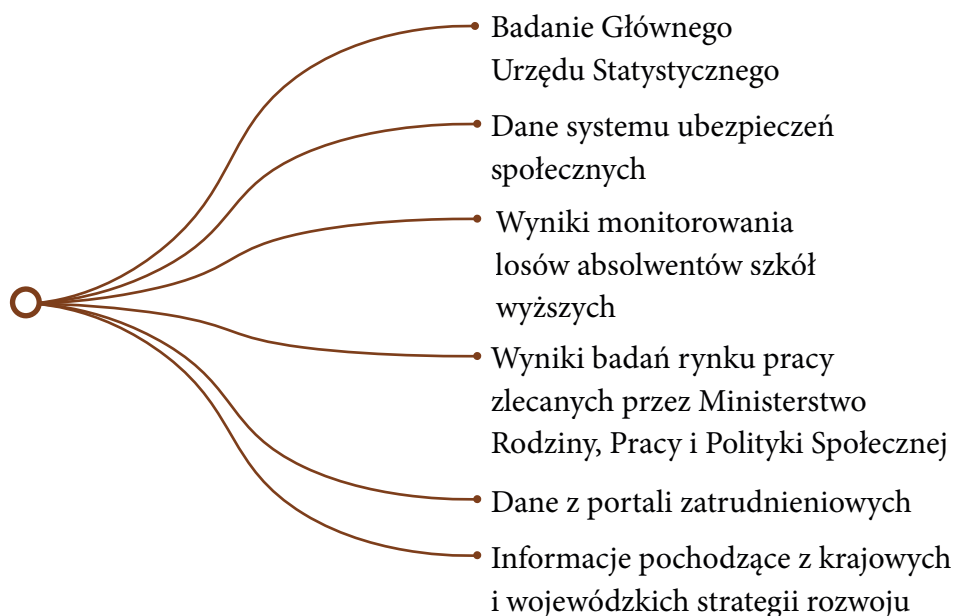 Badanie Głównego
Urzędu Statystycznego
Dane systemu ubezpieczeń
społecznych
Wyniki monitorowania
losów absolwentów szkół
wyższych
Wyniki badań rynku pracy
zlecanych przez Ministerstwo
Rodziny, Pracy i Polityki Społecznej
Dane z portali zatrudnieniowych
Informacje pochodzące z krajowych
i wojewódzkich strategii rozwoju